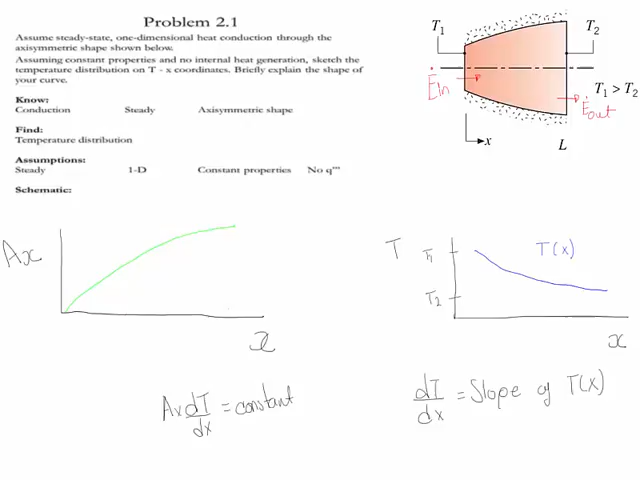 Problem 2.1
Assume steady-state, one-dimensional heat conduction through the
axisymmetric shape shown below.
Assuming constant properties and no internal heat generation, sketch the
temperature distribution on T - x coordinates. Briefly explain the shape of
your curve.
Know:
Conduction Steady Axisymmetric shape
Find:
Temperature distribution
Assumptions:
Steady 1-D Constant properties No q'''
Schematic:
T1 T2
Ėin
T1 > T2
Ėout
x L
Ax
x
T
T1
T(x)
T2
x
Ax dT/dx = constant
dT/dx = Slope of T(x)